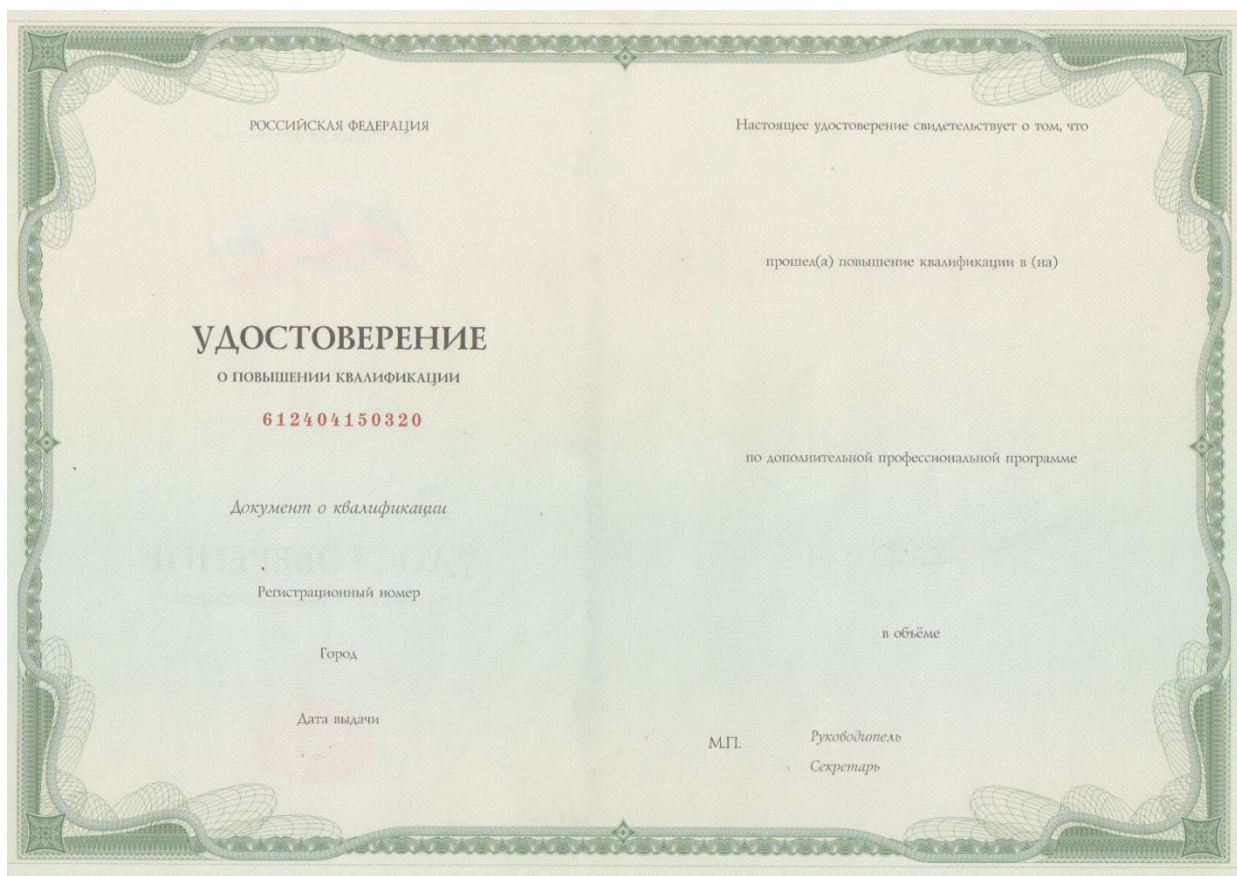 РОССИЙСКАЯ ФЕДЕРАЦИЯ
УДОСТОВЕРЕНИЕ
О ПОВЫШЕНИИ КВАЛИФИКАЦИИ
612404150320
Документ о квалификации
Регистрационный номер
Город
Дата выдачи
Настоящее удостоверение свидетельствует о том, что
прошел(а) повышение квалификации в (на)
по дополнительной профессиональной программе
в объёме
М.П.
Руководитель
Секретарь